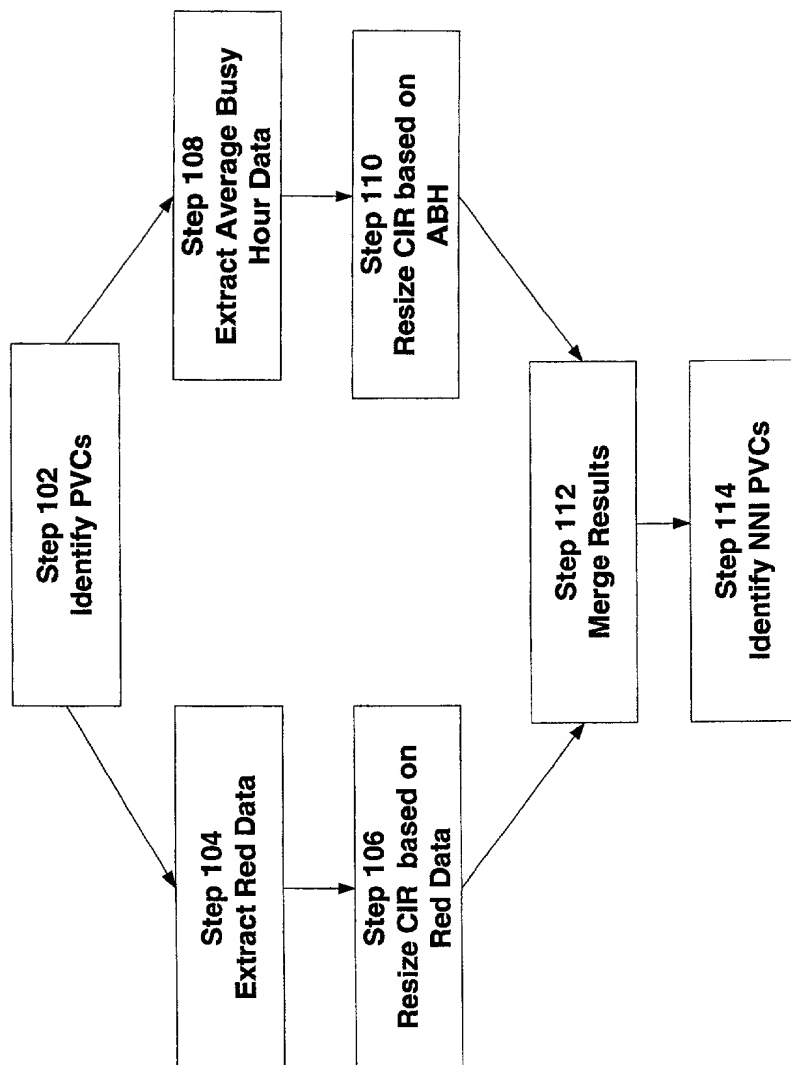 Step 102
Identify PVCs
Step 104
Extract Red Data
Step 106
Resize CIR based on
Red Data
Step 108
Extract Average Busy
Hour Data
Step 110
Resize CIR based on
ABH
Step 112
Merge Results
Step 114
Identify NNI PVCs